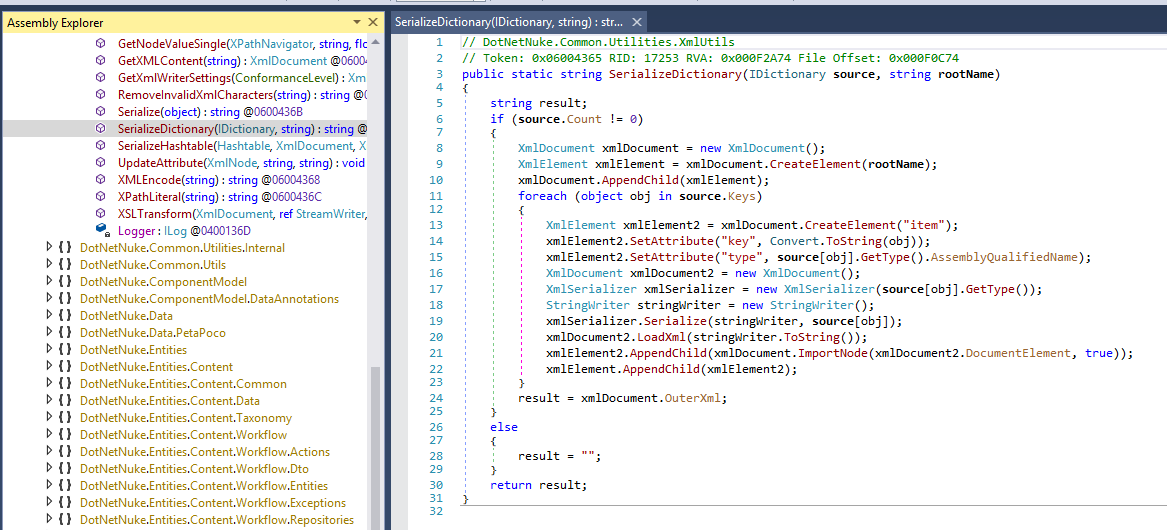 Assembly Explorer
GetNodeValueSingle(XPathNavigator, string, flo
GetXMLContent(string) : XmlDocument @0600
GetXmlWriterSettings(ConformanceLevel) : Xm
RemoveInvalidXmlCharacters(string) : string @0
Serialize(object) : string @0600436B
SerializeDictionary(IDictionary, string) : string @
SerializeHashtable(Hashtable, XmlDocument, X
UpdateAttribute(XmlNode, string, string) : void
XMLEncode(string) : string @06004368
XPathLiteral(string) : string @0600436C
XSLTransform(XmlDocument, ref StreamWriter,
Logger : ILog @0400136D
{ } DotNetNuke.Common.Utilities.Internal
{ } DotNetNuke.Common.Utils
{ } DotNetNuke.ComponentModel
{ } DotNetNuke.ComponentModel.DataAnnotations
{ } DotNetNuke.Data
{ } DotNetNuke.Data.PetaPoco
{ } DotNetNuke.Entities
{ } DotNetNuke.Entities.Content
{ } DotNetNuke.Entities.Content.Common
{ } DotNetNuke.Entities.Content.Data
{ } DotNetNuke.Entities.Content.Taxonomy
{ } DotNetNuke.Entities.Content.Workflow
{ } DotNetNuke.Entities.Content.Workflow.Actions
{ } DotNetNuke.Entities.Content.Workflow.Dto
{ } DotNetNuke.Entities.Content.Workflow.Entities
{ } DotNetNuke.Entities.Content.Workflow.Exceptions
{ } DotNetNuke.Entities.Content.Workflow.Repositories
SerializeDictionary(IDictionary, string) : str...
1 // DotNetNuke.Common.Utilities.XmlUtils
2 // Token: 0x06004365 RID: 17253 RVA: 0x000F2A74 File Offset: 0x000F0C74
3 public static string SerializeDictionary(IDictionary source, string rootName)
4 {
5 string result;
6 if (source.Count != 0)
7 {
8 XmlDocument xmlDocument = new XmlDocument();
9 XmlElement xmlElement = xmlDocument.CreateElement(rootName);
10 xmlDocument.AppendChild(xmlElement);
11 foreach (object obj in source.Keys)
12 {
13 XmlElement xmlElement2 = xmlDocument.CreateElement("item");
14 xmlElement2.SetAttribute("key", Convert.ToString(obj));
15 xmlElement2.SetAttribute("type", source[obj].GetType().AssemblyQualifiedName);
16 XmlDocument xmlDocument2 = new XmlDocument();
17 XmlSerializer xmlSerializer = new XmlSerializer(source[obj].GetType());
18 StringWriter stringWriter = new StringWriter();
19 xmlSerializer.Serialize(stringWriter, source[obj]);
20 xmlDocument2.LoadXml(stringWriter.ToString());
21 xmlElement2.AppendChild(xmlDocument.ImportNode(xmlDocument2.DocumentElement, true));
22 xmlElement.AppendChild(xmlElement2);
23 }
24 result = xmlDocument.OuterXml;
25 }
26 else
27 {
28 result = "";
29 }
30 return result;
31 }
32